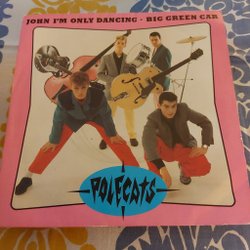 JOHN I'M ONLY DANCING - BIG GREEN CAR
POLECATS